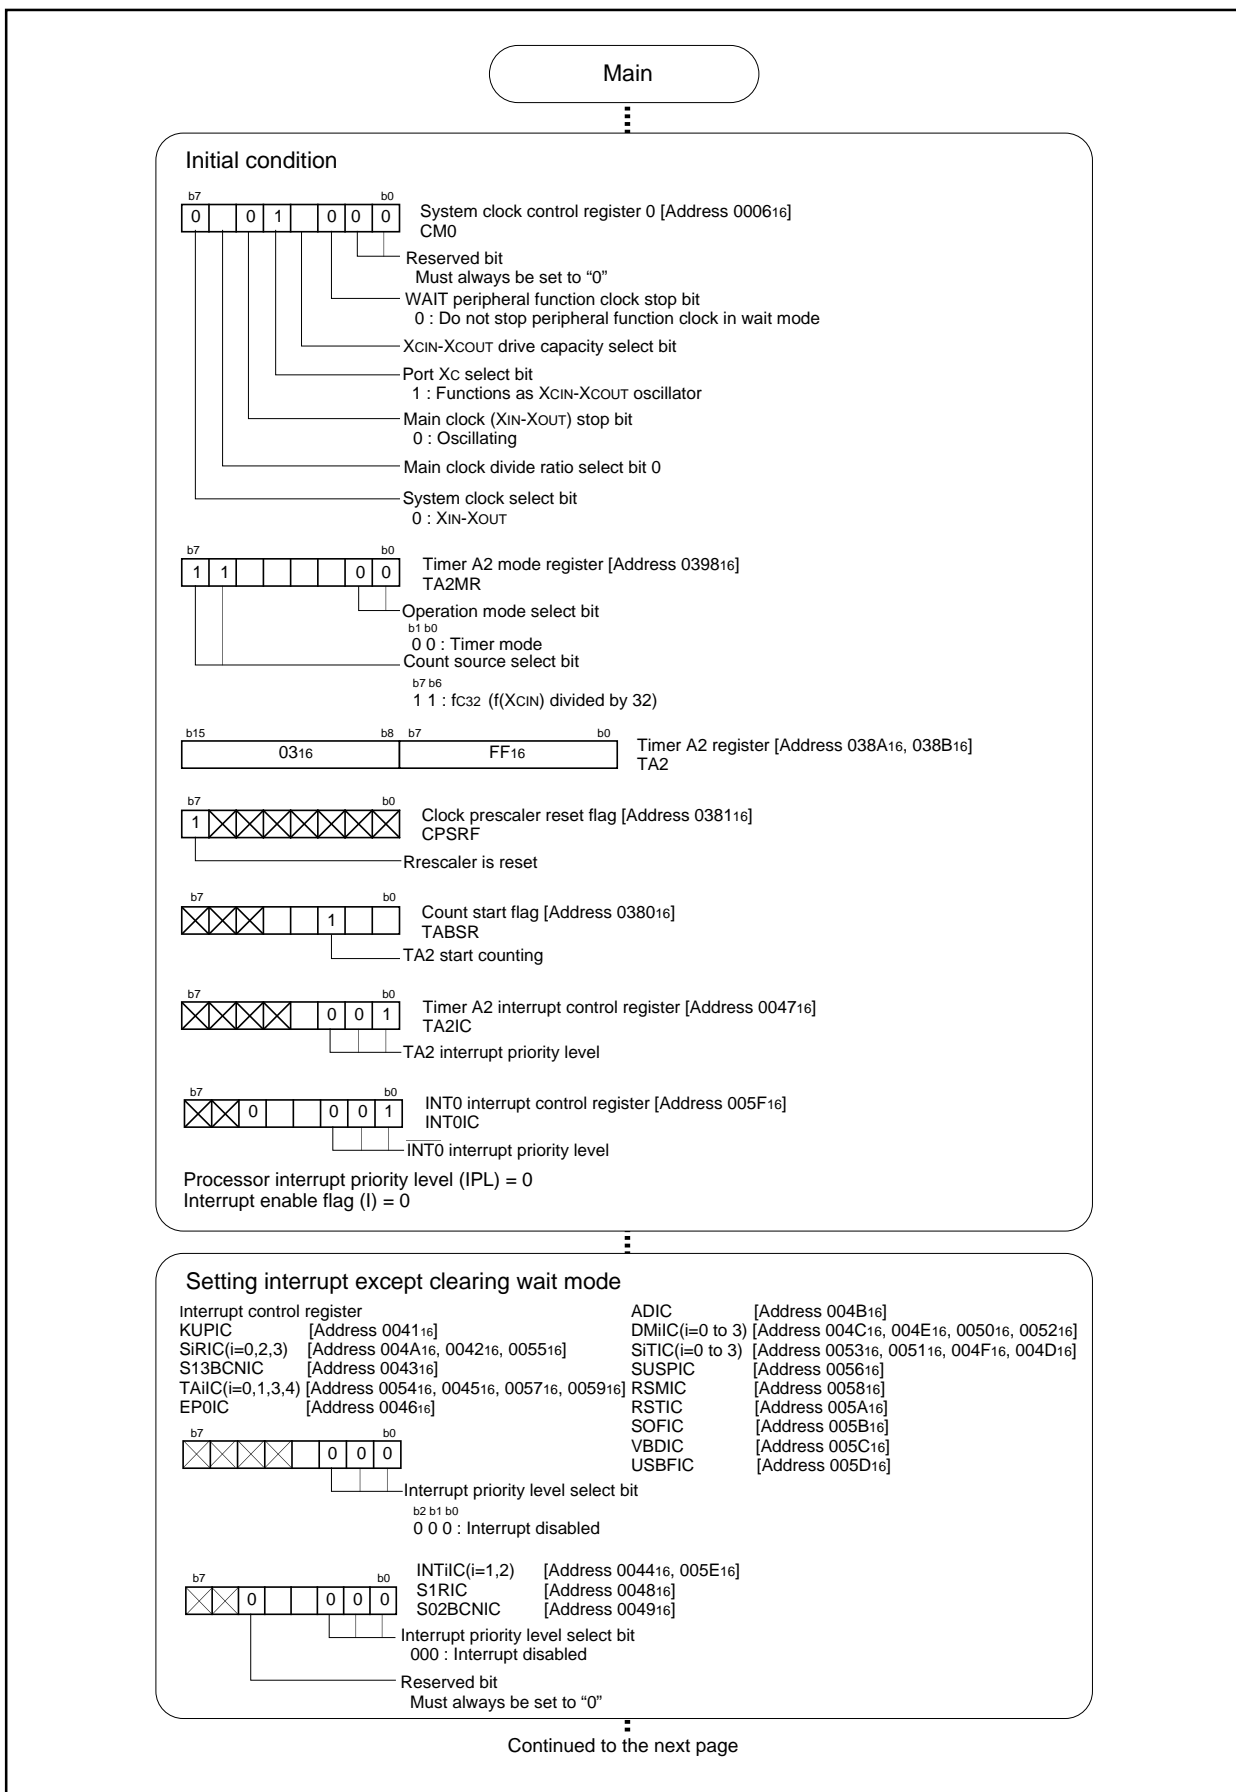 Main
Initial condition
b7 b0
0 0 1 0 0 0
System clock control register 0 [Address 000616]
CM0
Reserved bit
Must always be set to “0”
WAIT peripheral function clock stop bit
0 : Do not stop peripheral function clock in wait mode
XCIN-XCOUT drive capacity select bit
Port XC select bit
1 : Functions as XCIN-XCOUT oscillator
Main clock (XIN-XOUT) stop bit
0 : Oscillating
Main clock divide ratio select bit 0
System clock select bit
0 : XIN-XOUT
b7 b0
1 1 0 0
Timer A2 mode register [Address 039816]
TA2MR
Operation mode select bit
b1 b0
0 0 : Timer mode
Count source select bit
b7 b6
1 1 : fC32 (f(XCIN) divided by 32)
b15 b8 b7 b0
0316 FF16
Timer A2 register [Address 038A16, 038B16]
TA2
b7 b0
1
Clock prescaler reset flag [Address 038116]
CPSRF
Rrescaler is reset
b7 b0
1
Count start flag [Address 038016]
TABSR
TA2 start counting
b7 b0
0 0 1
Timer A2 interrupt control register [Address 004716]
TA2IC
TA2 interrupt priority level
b7 b0
0 0 0 1
INT0 interrupt control register [Address 005F16]
INT0IC
INT0 interrupt priority level
Processor interrupt priority level (IPL) = 0
Interrupt enable flag (I) = 0
Setting interrupt except clearing wait mode
Interrupt control register
KUPIC [Address 004116]
SiRIC(i=0,2,3) [Address 004A16, 004216, 005516]
S13BCNIC [Address 004316]
TAiIC(i=0,1,3,4) [Address 005416, 004516, 005716, 005916]
EP0IC [Address 004616]
ADIC [Address 004B16]
DMiIC(i=0 to 3) [Address 004C16, 004E16, 005016, 005216]
SiTIC(i=0 to 3) [Address 005316, 005116, 004F16, 004D16]
SUSPIC [Address 005616]
RSMIC [Address 005816]
RSTIC [Address 005A16]
SOFIC [Address 005B16]
VBDIC [Address 005C16]
USBFIC [Address 005D16]
b7 b0
0 0 0
Interrupt priority level select bit
b2 b1 b0
0 0 0 : Interrupt disabled
INTiIC(i=1,2) [Address 004416, 005E16]
S1RIC [Address 004816]
S02BCNIC [Address 004916]
b7 b0
0 0 0 0
Interrupt priority level select bit
000 : Interrupt disabled
Reserved bit
Must always be set to “0”
Continued to the next page